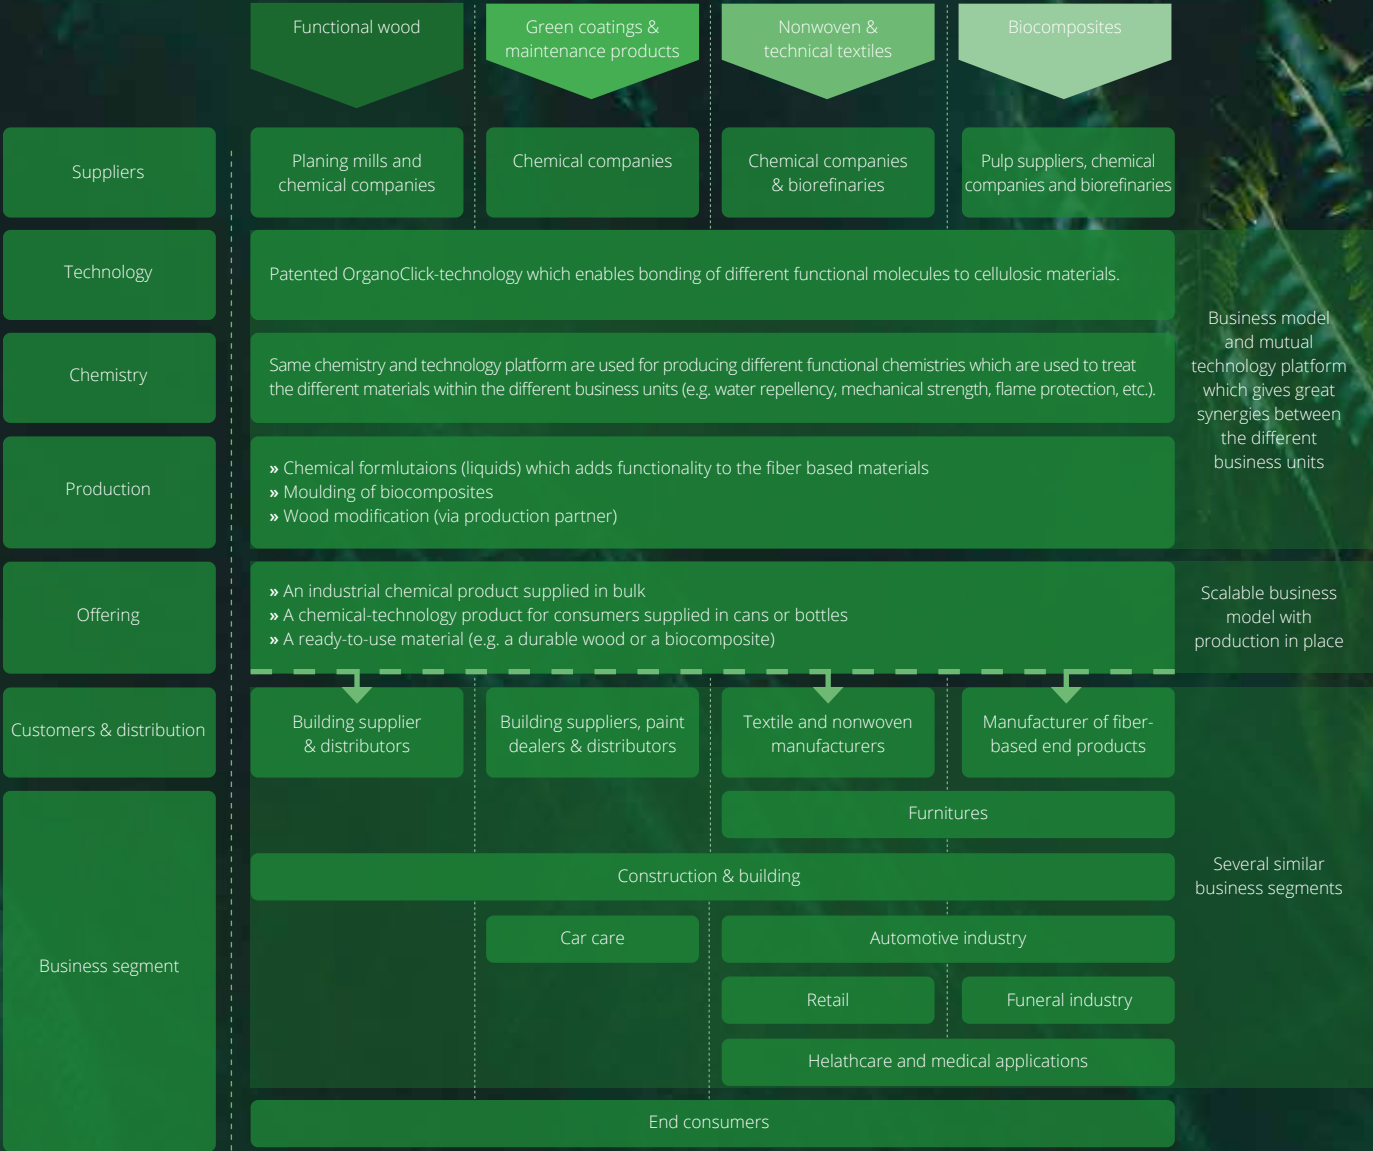 Functional wood
Green coatings &
maintenance products
Nonwoven &
technical textiles
Biocomposites
Suppliers
Planing mills and
chemical companies
Chemical companies
Chemical companies
& biorefinaries
Pulp suppliers, chemical
companies and biorefinaries
Technology
Patented OrganoClick-technology which enables bonding of different functional molecules to cellulosic materials.
Chemistry
Same chemistry and technology platform are used for producing different functional chemistries which are used to treat
the different materials within the different business units (e.g. water repellency, mechanical strength, flame protection, etc.).
Production
» Chemical formlutaions (liquids) which adds functionality to the fiber based materials
» Moulding of biocomposites
» Wood modification (via production partner)
Business model
and mutual
technology platform
which gives great
synergies between
the different
business units
Offering
» An industrial chemical product supplied in bulk
» A chemical-technology product for consumers supplied in cans or bottles
» A ready-to-use material (e.g. a durable wood or a biocomposite)
Scalable business
model with
production in place
Customers & distribution
Building supplier
& distributors
Building suppliers, paint
dealers & distributors
Textile and nonwoven
manufacturers
Manufacturer of fiber-
based end products
Business segment
Furnitures
Construction & building
Car care
Automotive industry
Retail
Funeral industry
Helathcare and medical applications
End consumers
Several similar
business segments